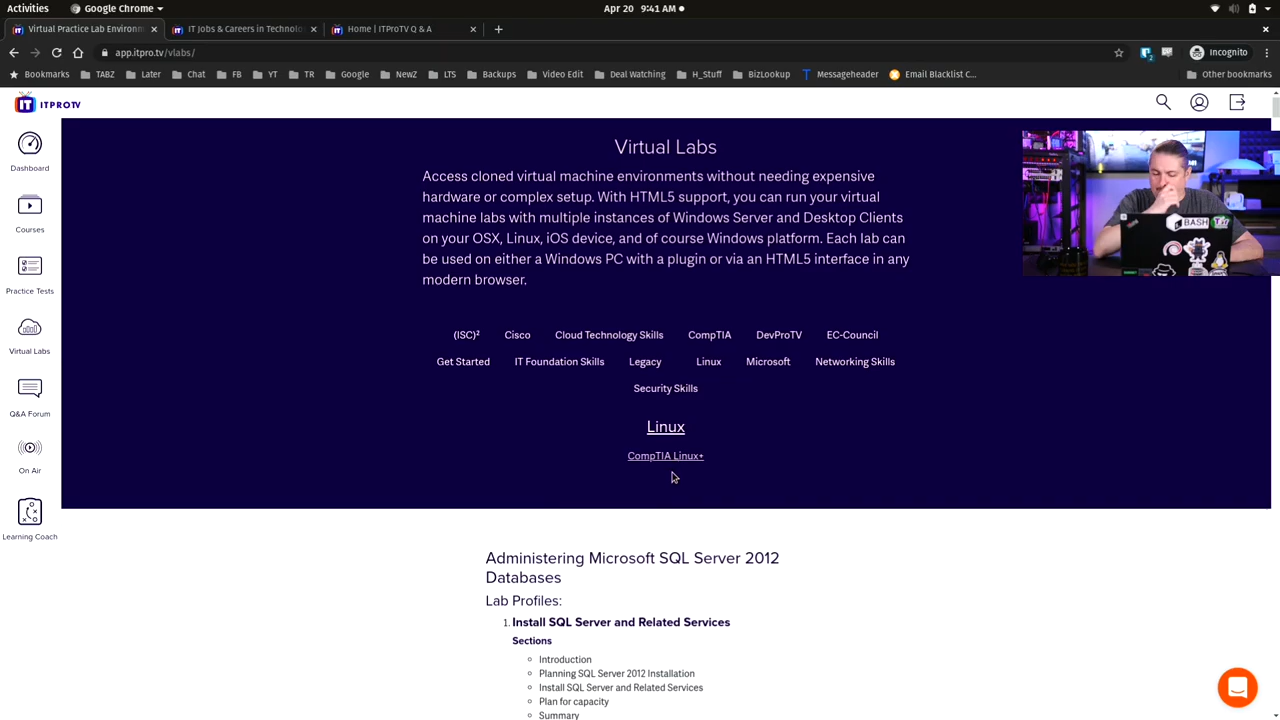 Activities
Google Chrome
Apr 20 9:41 AM
Virtual Practice Lab Environ
IT Jobs & Careers in Technolo
Home | ITProTV Q & A
app.itpro.tv/vlabs/
Incognito
Bookmarks
TABZ
Later
Chat
FB
YT
TR
Google
NewZ
LTS
Backups
Video Edit
Deal Watching
H_Stuff
BizLookup
Messageheader
Email Blacklist C...
Other bookmarks
IT ITPROTV
Dashboard
Courses
Practice Tests
Virtual Labs
Q&A Forum
On Air
Learning Coach
Virtual Labs
Access cloned virtual machine environments without needing expensive
hardware or complex setup. With HTML5 support, you can run your virtual
machine labs with multiple instances of Windows Server and Desktop Clients
on your OSX, Linux, iOS device, and of course Windows platform. Each lab can
be used on either a Windows PC with a plugin or via an HTML5 interface in any
modern browser.
(ISC)² Cisco Cloud Technology Skills CompTIA DevProTV EC-Council
Get Started IT Foundation Skills Legacy Linux Microsoft Networking Skills
Security Skills
Linux
CompTIA Linux+
BASH
Administering Microsoft SQL Server 2012
Databases
Lab Profiles:
1. Install SQL Server and Related Services
Sections
Introduction
Planning SQL Server 2012 Installation
Install SQL Server and Related Services
Plan for capacity
Summary